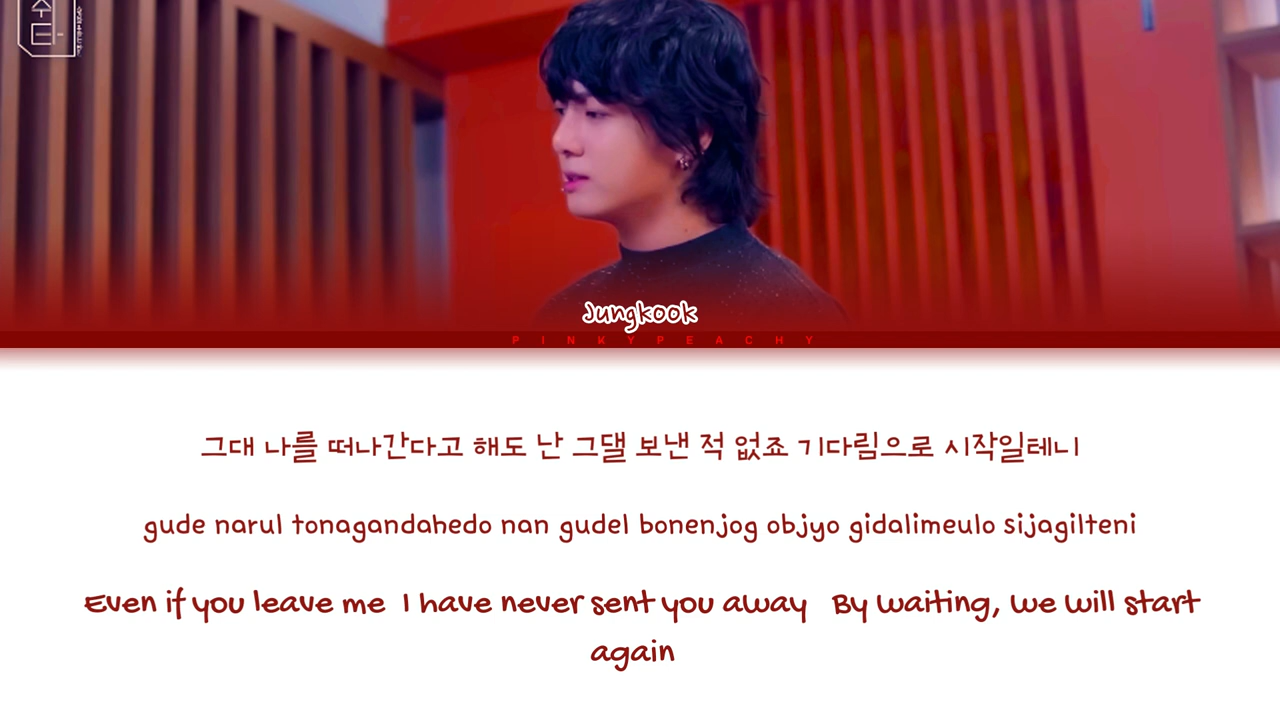 슈
타
Jungkook
PINKYPEACHY
그대 나를 떠나간다고 해도 난 그댈 보낸 적 없죠 기다림으로 시작일테니
gude narul tonagandahedo nan gudel bonenjog objyo gidalimeulo sijagilteni
Even if you leave me I have never sent you away By waiting, we will start
again